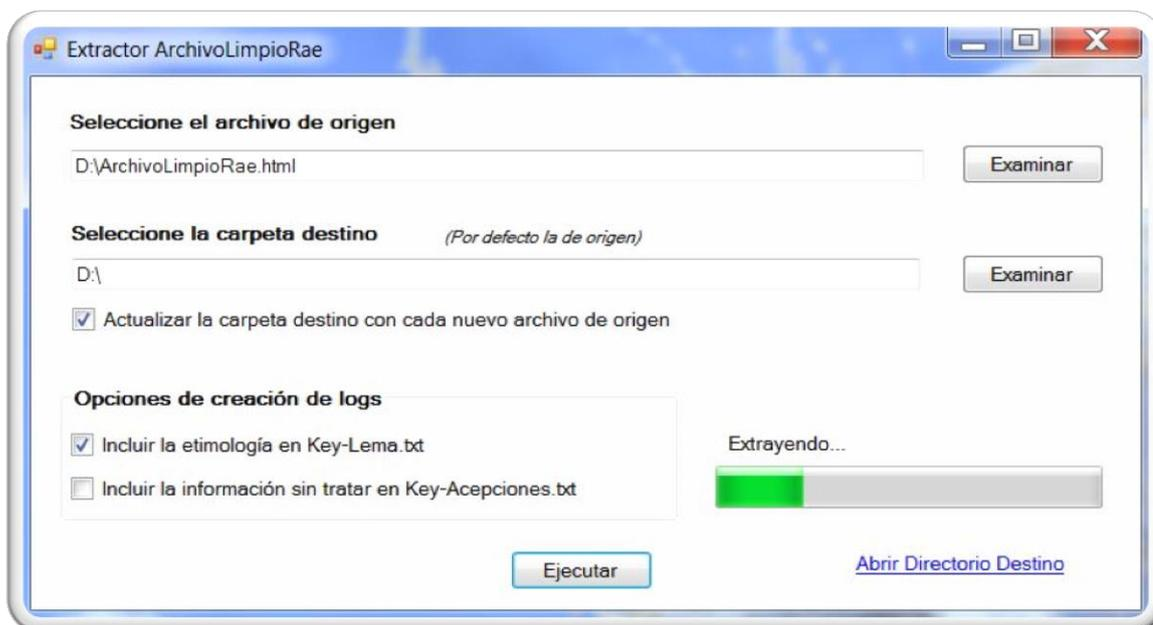 Extractor ArchivoLimpioRae
Seleccione el archivo de origen
D:\ArchivoLimpioRae.html
Examinar
Seleccione la carpeta destino (Por defecto la de origen)
D:\
Examinar
Actualizar la carpeta destino con cada nuevo archivo de origen
Opciones de creación de logs
Incluir la etimología en Key-Lema.txt
Incluir la información sin tratar en Key-Acepciones.txt
Extrayendo...
Ejecutar
Abrir Directorio Destino